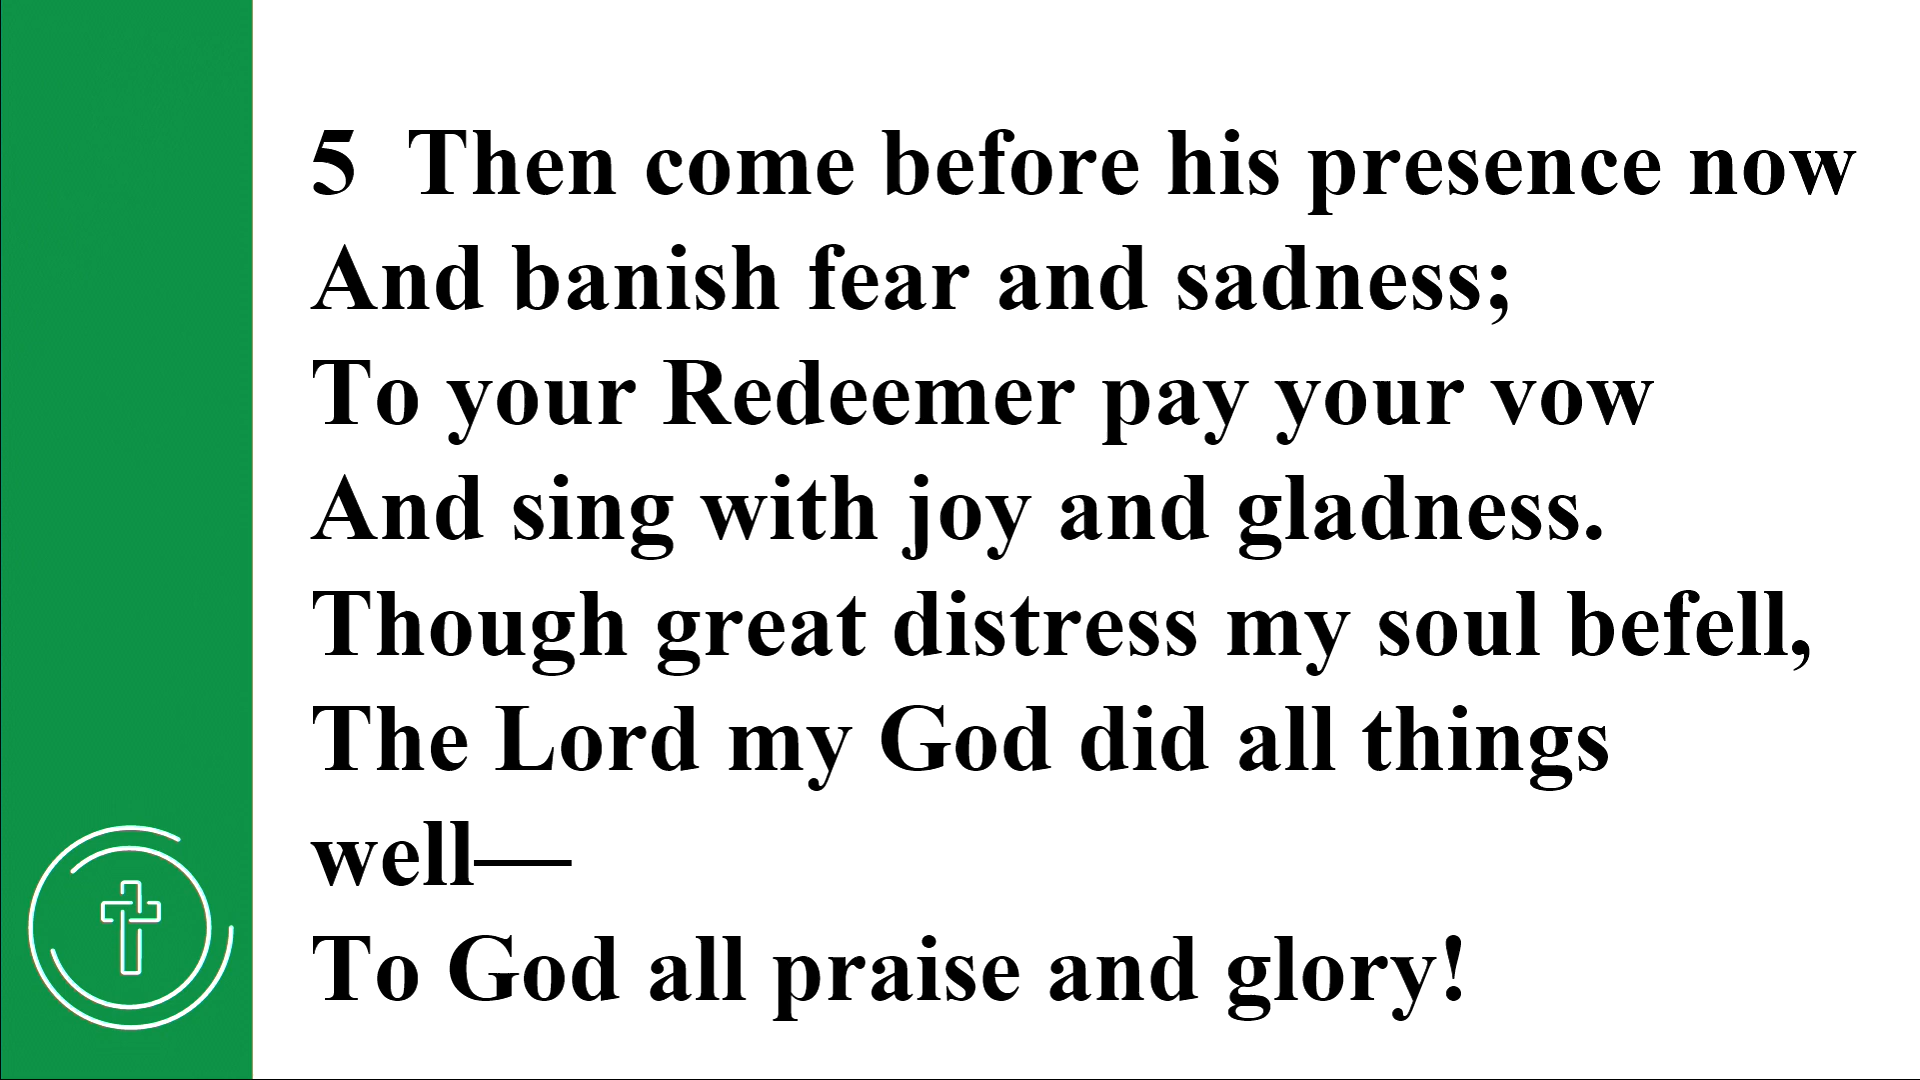 5  Then come before his presence now
And banish fear and sadness;
To your Redeemer pay your vow
And sing with joy and gladness.
Though great distress my soul befell,
The Lord my God did all things
well—
To God all praise and glory!